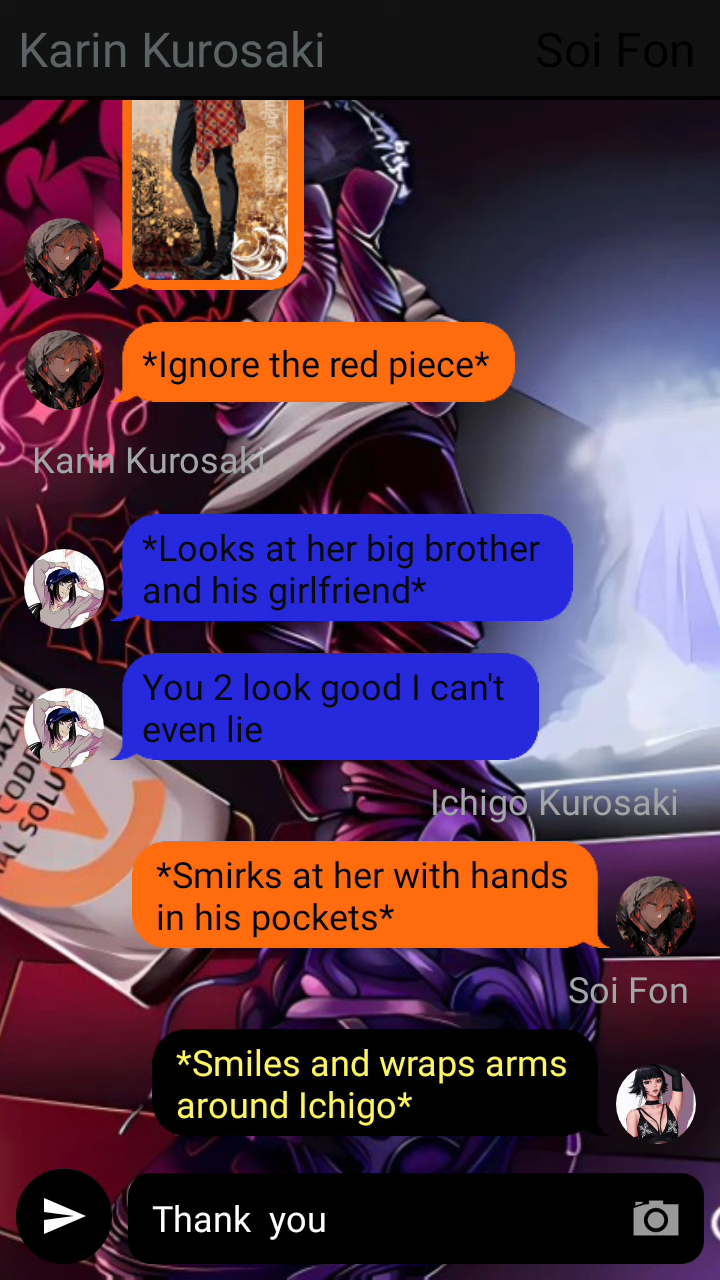 Karin Kurosaki
Soi Fon
*Ignore the red piece*
Karin Kurosaki
*Looks at her big brother
and his girlfriend*
You 2 look good I can't
even lie
Ichigo Kurosaki
*Smirks at her with hands
in his pockets*
Soi Fon
*Smiles and wraps arms
around Ichigo*
Thank  you